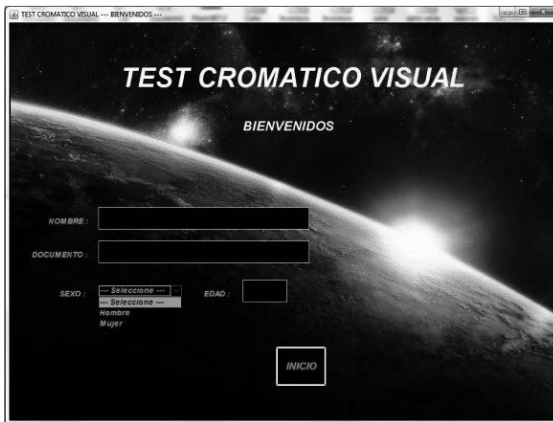 TEST CROMATICO VISUAL --- BIENVENIDOS ---
TEST CROMATICO VISUAL
BIENVENIDOS
NOMBRE :
DOCUMENTO :
SEXO : --- Seleccione --- EDAD :
--- Seleccione ---
Hombre
Mujer
INICIO